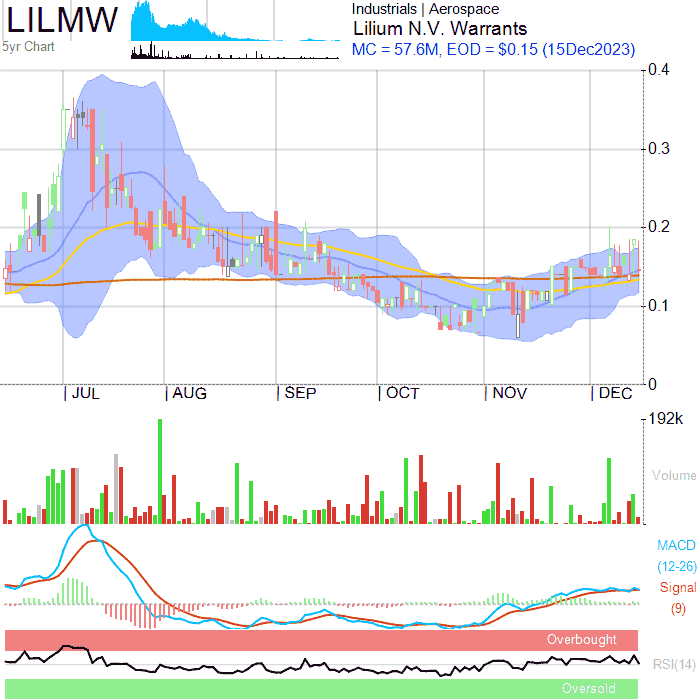 LILMW
5yr Chart
Industrials | Aerospace
Lilium N.V. Warrants
MC = 57.6M, EOD = $0.15 (15Dec2023)
0.4
0.3
0.2
0.1
0
JUL
AUG
SEP
OCT
NOV
DEC
192k
Volume
MACD
(12-26)
Signal
(9)
Overbought
RSI(14)
Oversold